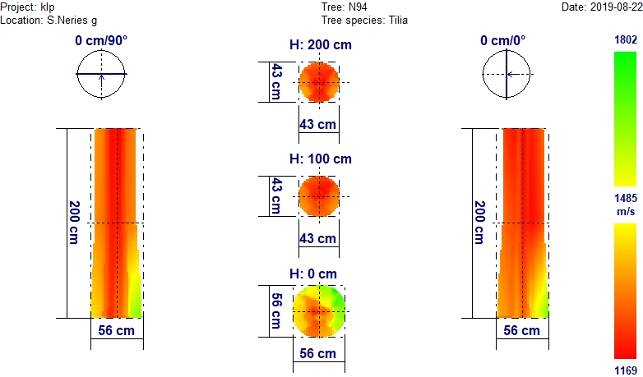 Project: klp
Tree: N94
Date: 2019-08-22
Location: S.Neries g
Tree species: Tilia
0 cm/90°
H: 200 cm
0 cm/0°
1802
43 cm
43 cm
200 cm
H: 100 cm
200 cm
1485
m/s
43 cm
43 cm
H: 0 cm
56 cm
56 cm
56 cm
56 cm
1169